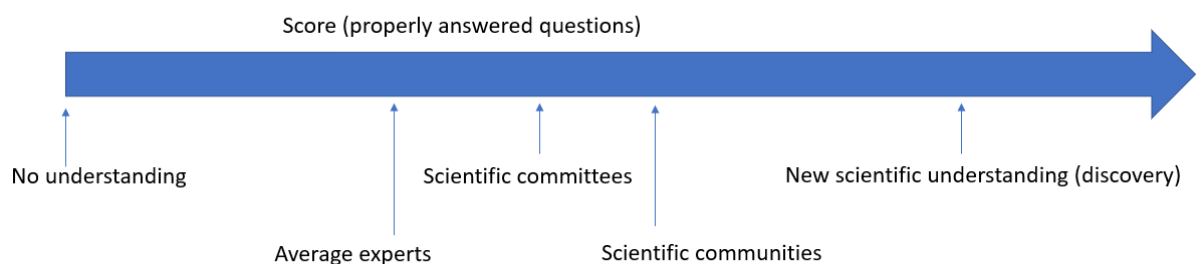 Score (properly answered questions)
No understanding
Scientific committees
New scientific understanding (discovery)
Average experts
Scientific communities